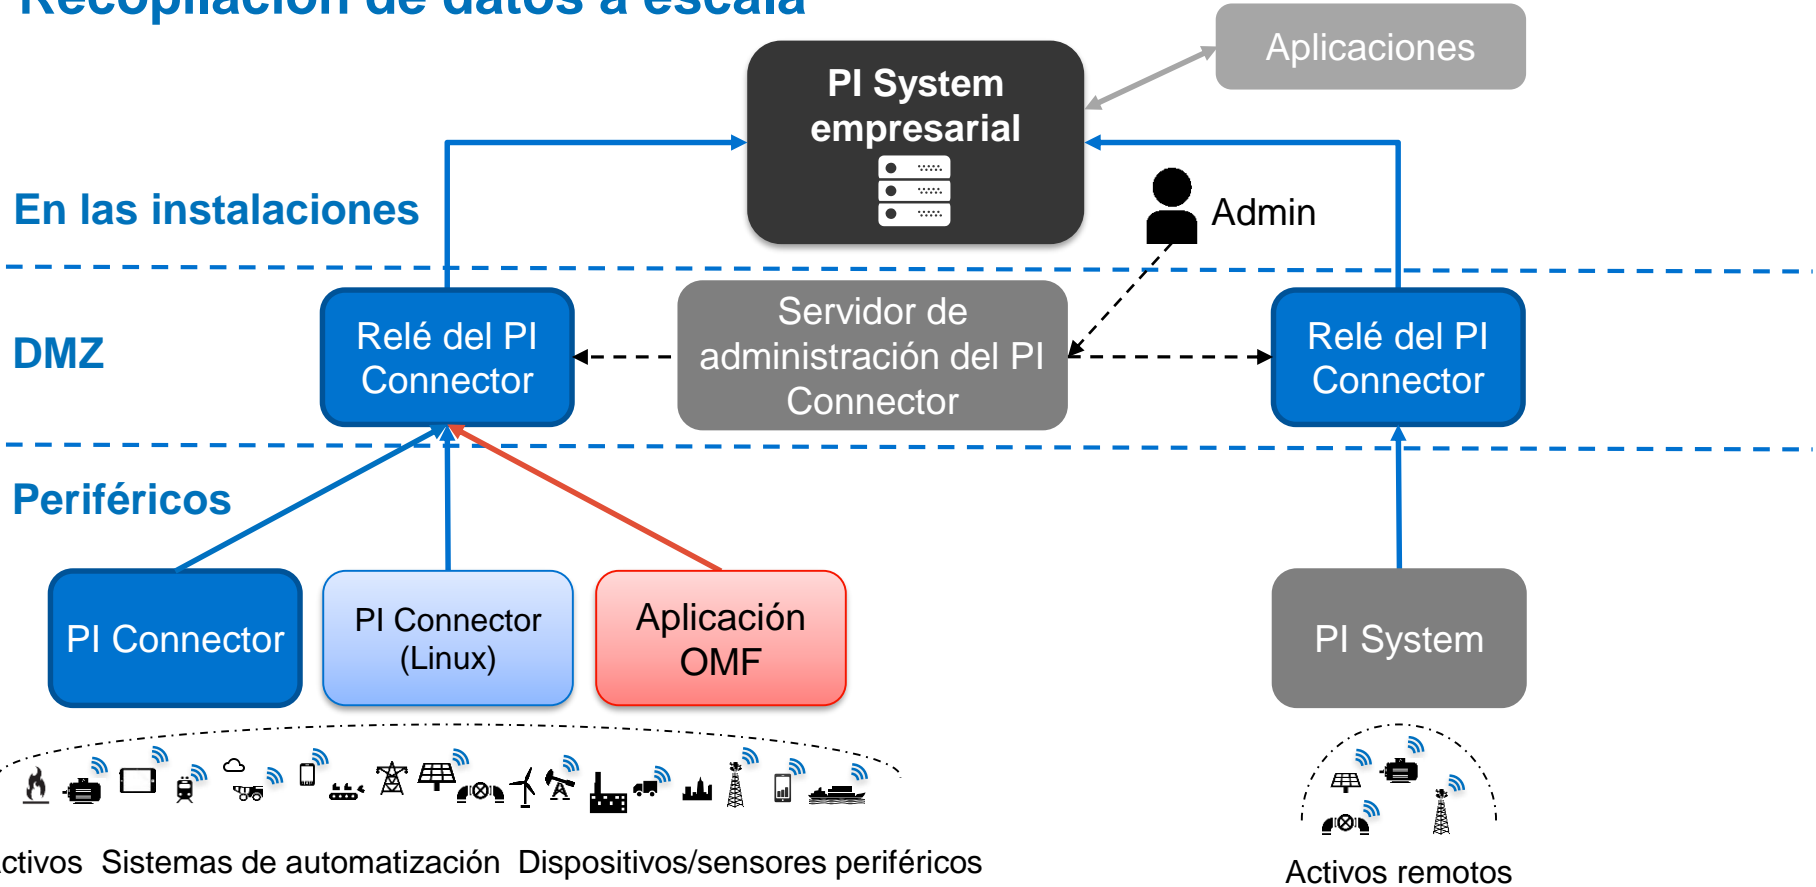 Recopilación de datos a escala
Aplicaciones
PI System
empresarial
En las instalaciones
Admin
DMZ
Relé del PI
Connector
Servidor de
administración del PI
Connector
Relé del PI
Connector
Periféricos
PI Connector
PI Connector
(Linux)
Aplicación
OMF
PI System
ctivos Sistemas de automatización Dispositivos/sensores periféricos
Activos remotos